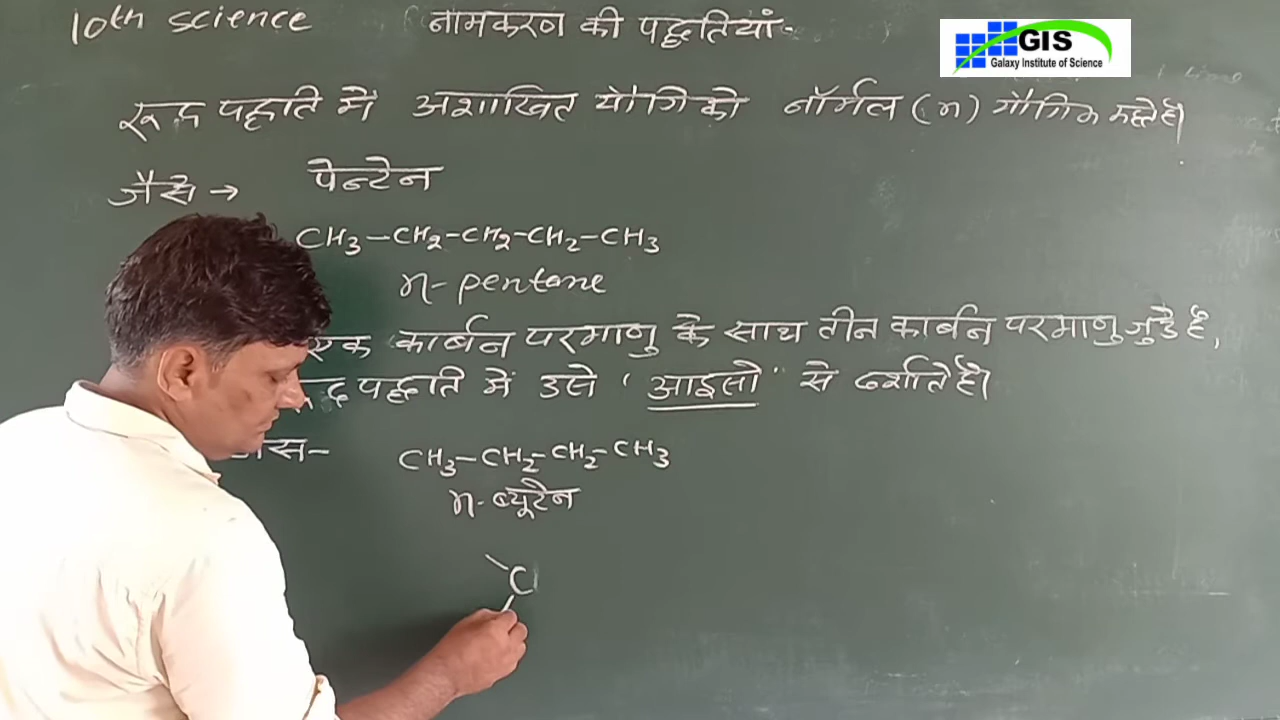 10th science
नामकरण की पद्धतियां-
GIS
Galaxy Institute of Science
रूढ़ पद्धति में अशाखित यौगिको नॉर्मल (n) यौगिक कहते है।
जैसे → पेन्टेन
CH3-CH2-CH2-CH2-CH3
n-pentane
एक कार्बन परमाणु के साथ तीन कार्बन परमाणु जुड़े है,
पद्धति में उसे 'आइसो" से दर्शाते है।
CH3-CH2-CH2-CH3
n-ब्यूटेन
C